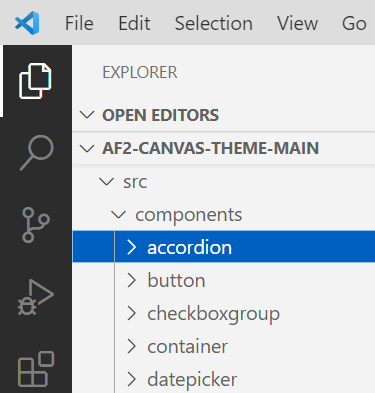 File Edit Selection View Go
EXPLORER
OPEN EDITORS
AF2-CANVAS-THEME-MAIN
src
components
accordion
button
checkboxgroup
container
datepicker